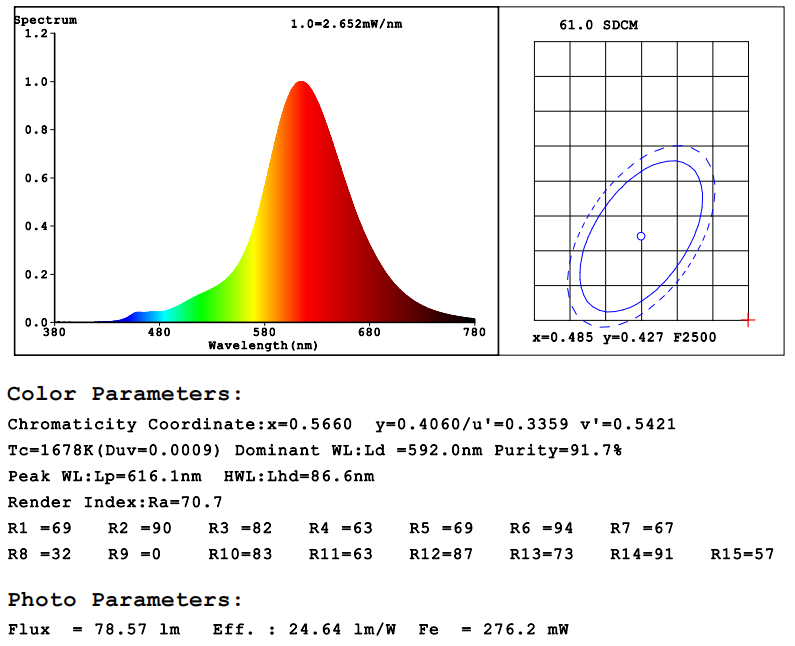 Spectrum
1.0=2.652mW/nm
1.2
1.0
0.8
0.6
0.4
0.2
0.0
380 480 580 680 780
Wavelength(nm)
61.0 SDCM
x=0.485 y=0.427 F2500
Color Parameters:
Chromaticity Coordinate:x=0.5660 y=0.4060/u'=0.3359 v'=0.5421
Tc=1678K(Duv=0.0009) Dominant WL:Ld =592.0nm Purity=91.7%
Peak WL:Lp=616.1nm HWL:Lhd=86.6nm
Render Index:Ra=70.7
R1 =69 R2 =90 R3 =82 R4 =63 R5 =69 R6 =94 R7 =67
R8 =32 R9 =0 R10=83 R11=63 R12=87 R13=73 R14=91 R15=57
Photo Parameters:
Flux = 78.57 lm Eff. : 24.64 lm/W Fe = 276.2 mW